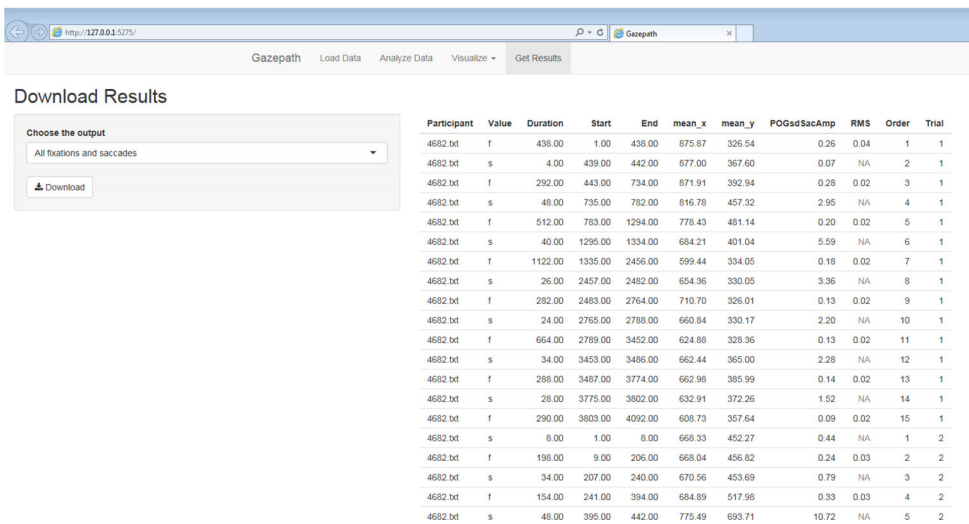 http://127.0.0.1:5275/ Gazepath
Gazepath Load Data Analyze Data Visualize Get Results
Download Results
Choose the output
All fixations and saccades
Download
Participant Value Duration Start End mean_x mean_y POGsdSacAmp RMS Order Trial
4682.txt f 438.00 1.00 438.00 875.87 326.54 0.26 0.04 1 1
4682.txt s 4.00 439.00 442.00 877.00 367.60 0.07 NA 2 1
4682.txt f 292.00 443.00 734.00 871.91 392.94 0.28 0.02 3 1
4682.txt s 48.00 735.00 782.00 816.78 457.32 2.95 NA 4 1
4682.txt f 512.00 783.00 1294.00 778.43 481.14 0.20 0.02 5 1
4682.txt s 40.00 1295.00 1334.00 684.21 401.04 5.59 NA 6 1
4682.txt f 1122.00 1335.00 2456.00 599.44 334.05 0.18 0.02 7 1
4682.txt s 26.00 2457.00 2482.00 654.36 330.05 3.36 NA 8 1
4682.txt f 282.00 2483.00 2764.00 710.70 326.01 0.13 0.02 9 1
4682.txt s 24.00 2765.00 2788.00 660.84 330.17 2.20 NA 10 1
4682.txt f 664.00 2789.00 3452.00 624.88 328.36 0.13 0.02 11 1
4682.txt s 34.00 3453.00 3486.00 662.44 365.00 2.28 NA 12 1
4682.txt f 288.00 3487.00 3774.00 662.98 385.99 0.14 0.02 13 1
4682.txt s 28.00 3775.00 3802.00 632.91 372.26 1.52 NA 14 1
4682.txt f 290.00 3803.00 4092.00 608.73 357.64 0.09 0.02 15 1
4682.txt s 8.00 1.00 8.00 668.33 452.27 0.44 NA 1 2
4682.txt f 198.00 9.00 206.00 668.04 456.82 0.24 0.03 2 2
4682.txt s 34.00 207.00 240.00 670.56 453.69 0.79 NA 3 2
4682.txt f 154.00 241.00 394.00 684.89 517.98 0.33 0.03 4 2
4682.txt s 48.00 395.00 442.00 775.49 693.71 10.72 NA 5 2